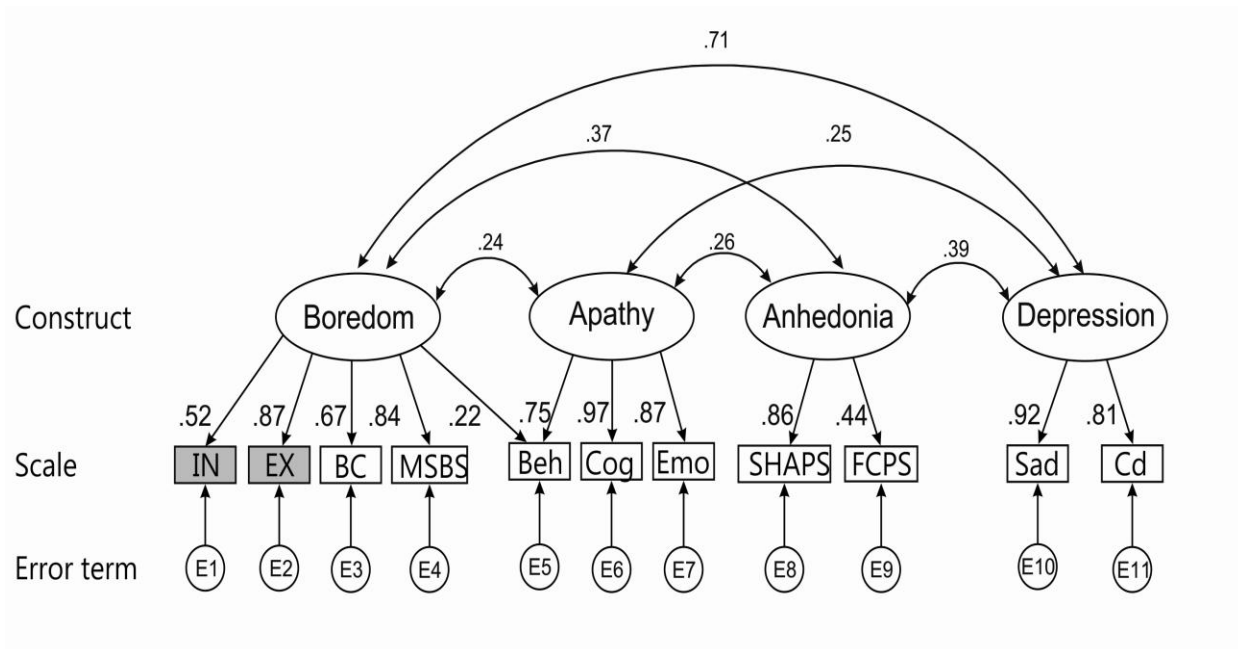 .71
.37 .25
.24 .26 .39
Construct Boredom Apathy Anhedonia Depression
.52 .87 .67 .84 .22 .75 .97 .87 .86 .44 .92 .81
Scale IN EX BC MSBS Beh Cog Emo SHAPS FCPS Sad Cd
Error term E1 E2 E3 E4 E5 E6 E7 E8 E9 E10 E11